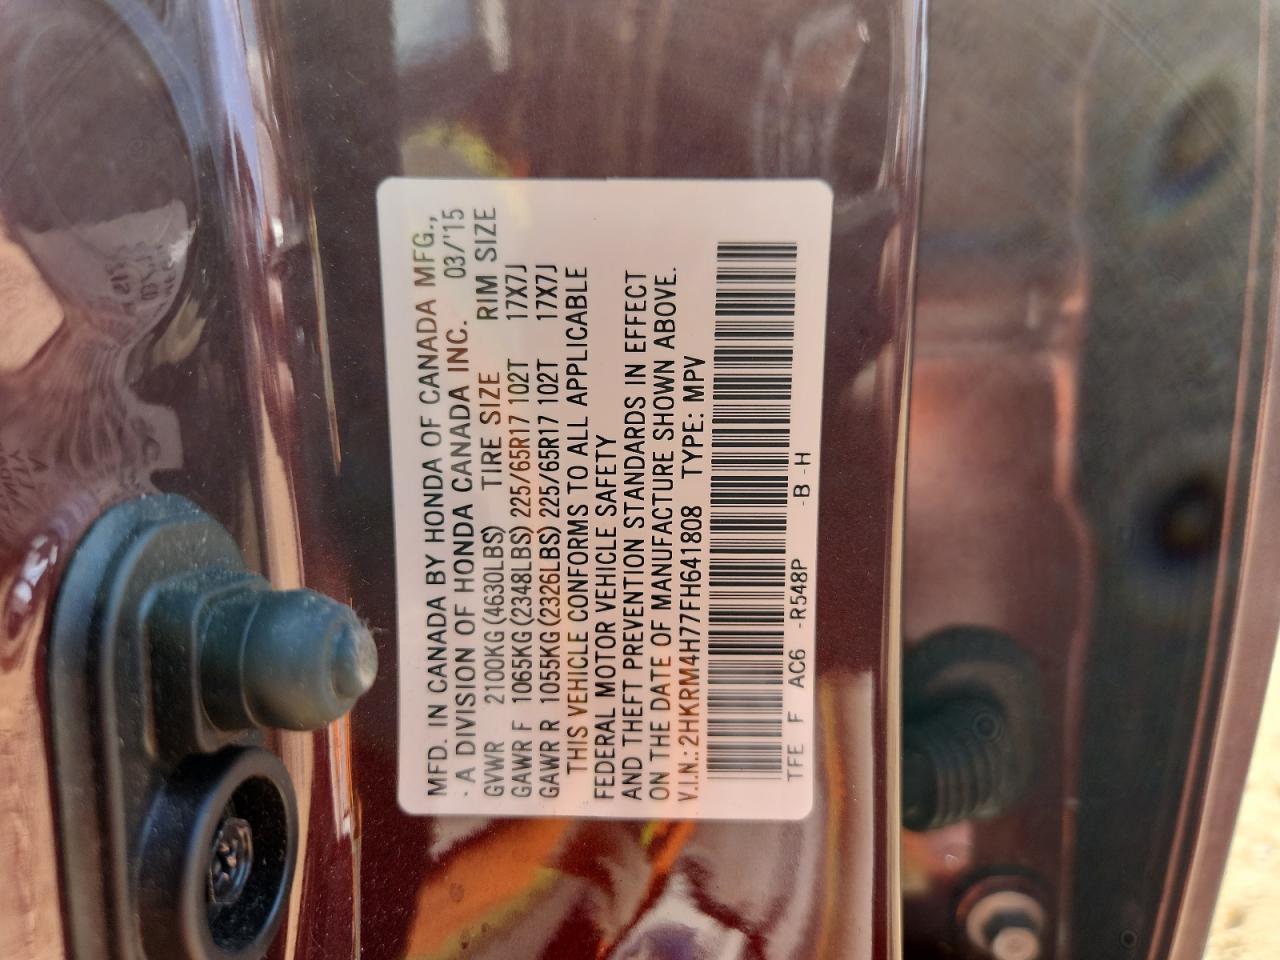 MFD. IN CANADA BY HONDA OF CANADA MFG.,
A DIVISION OF HONDA CANADA INC. 03/'15
GVWR 2100KG(4630LBS) TIRE SIZE RIM SIZE
GAWR F 1065KG(2348LBS) 225/65R17 102T 17X7J
GAWR R 1055KG(2326LBS) 225/65R17 102T 17X7J
THIS VEHICLE CONFORMS TO ALL APPLICABLE
FEDERAL MOTOR VEHICLE SAFETY
AND THEFT PREVENTION STANDARDS IN EFFECT
ON THE DATE OF MANUFACTURE SHOWN ABOVE.
V.I.N.: 2HKRM4H77FH641808 TYPE: MPV
TFE F AC6 -R548P -B -H